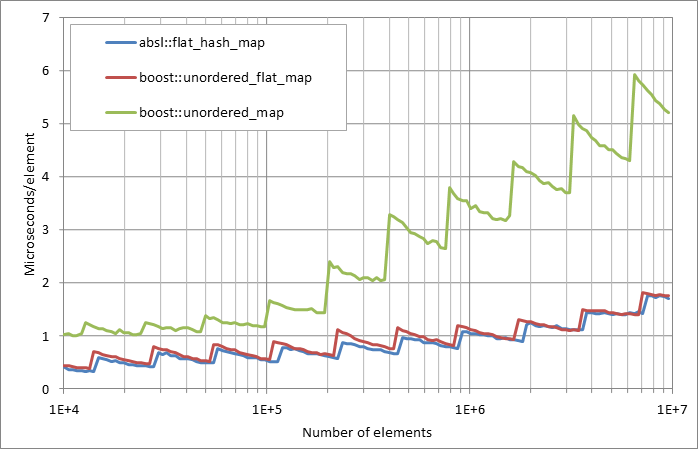 7
6
5
4
3
2
1
0
absl::flat_hash_map
boost::unordered_flat_map
boost::unordered_map
Microseconds/element
1E+4
1E+5
1E+6
1E+7
Number of elements